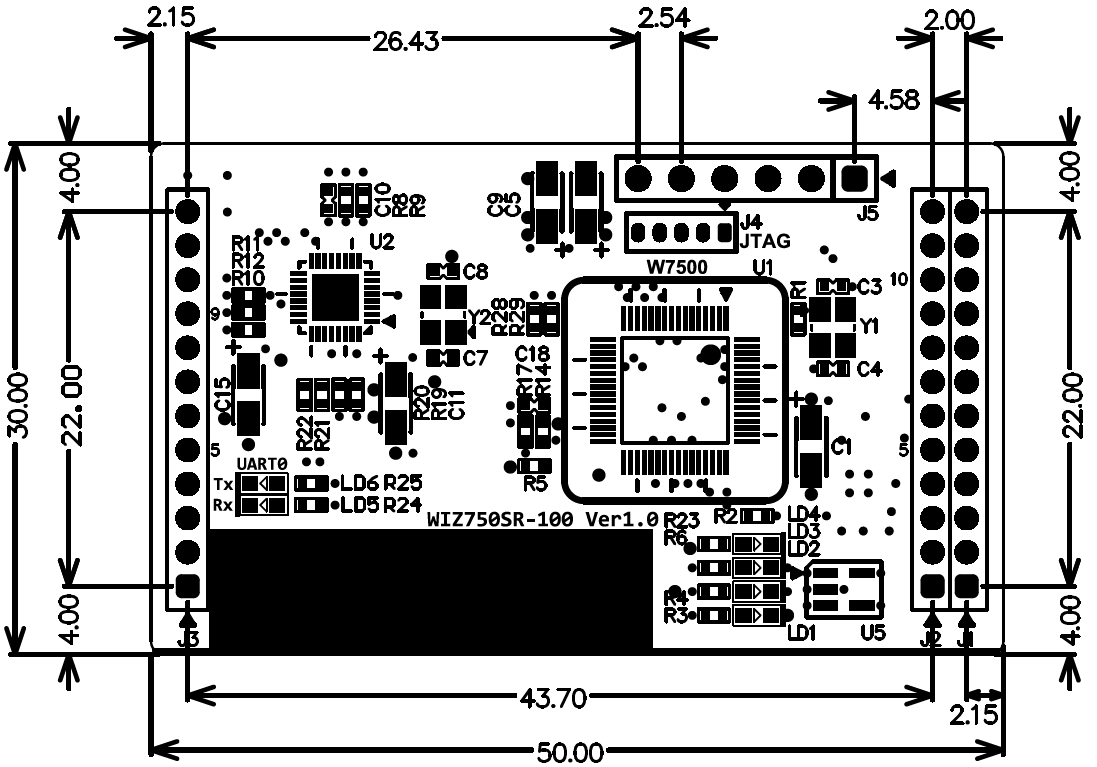 2.15
26.43
2.54
2.00
4.58
4.00
4.00
30.00
22.00
22.00
4.00
4.00
C9
C10
R8
R9
C9
C5
J5
J4
JTAG
U2
R11
R12
R10
C8
W7500
U1
10
C3
R1
9
Y2
R28
R29
Y1
C7
C18
C4
R17
R14
C15
R20
R19
C11
R22
R21
C1
5
5
UART0
R5
Tx
LD6 R25
Rx
LD5 R24
WIZ750SR-100 Ver1.0
R23
R2
LD4
LD3
R6
LD2
R4
R3
LD1
U5
J3
J2
J1
43.70
2.15
50.00